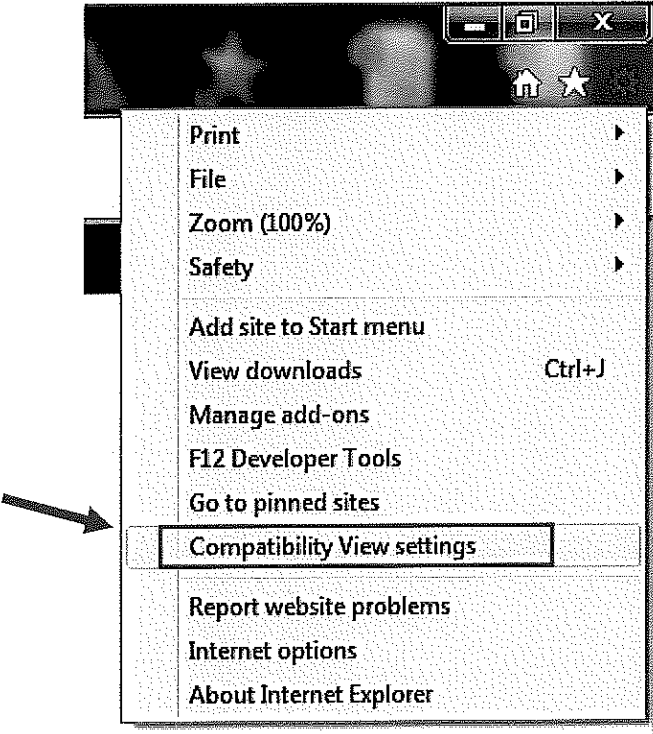 Print
File
Zoom (100%)
Safety
Add site to Start menu
View downloads Ctrl+J
Manage add-ons
F12 Developer Tools
Go to pinned sites
Compatibility View settings
Report website problems
Internet options
About Internet Explorer